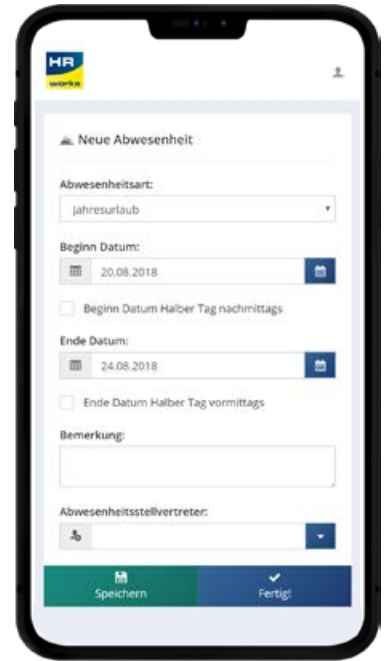 HR
works
Neue Abwesenheit
Abwesenheitsart:
Jahresurlaub
Beginn Datum:
20.08.2018
Beginn Datum Halber Tag nachmittags
Ende Datum:
24.08.2018
Ende Datum Halber Tag vormittags
Bemerkung:
Abwesenheitsstellvertreter:
Speichern Fertig!